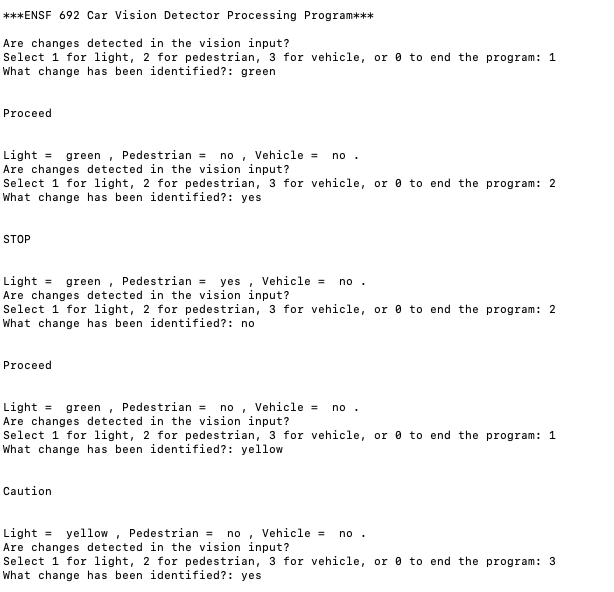 ***ENSF 692 Car Vision Detector Processing Program***
Are changes detected in the vision input?
Select 1 for light, 2 for pedestrian, 3 for vehicle, or 0 to end the program: 1
What change has been identified?: green
Proceed
Light =  green , Pedestrian =  no , Vehicle =  no .
Are changes detected in the vision input?
Select 1 for light, 2 for pedestrian, 3 for vehicle, or 0 to end the program: 2
What change has been identified?: yes
STOP
Light =  green , Pedestrian =  yes , Vehicle =  no .
Are changes detected in the vision input?
Select 1 for light, 2 for pedestrian, 3 for vehicle, or 0 to end the program: 2
What change has been identified?: no
Proceed
Light =  green , Pedestrian =  no , Vehicle =  no .
Are changes detected in the vision input?
Select 1 for light, 2 for pedestrian, 3 for vehicle, or 0 to end the program: 1
What change has been identified?: yellow
Caution
Light =  yellow , Pedestrian =  no , Vehicle =  no .
Are changes detected in the vision input?
Select 1 for light, 2 for pedestrian, 3 for vehicle, or 0 to end the program: 3
What change has been identified?: yes